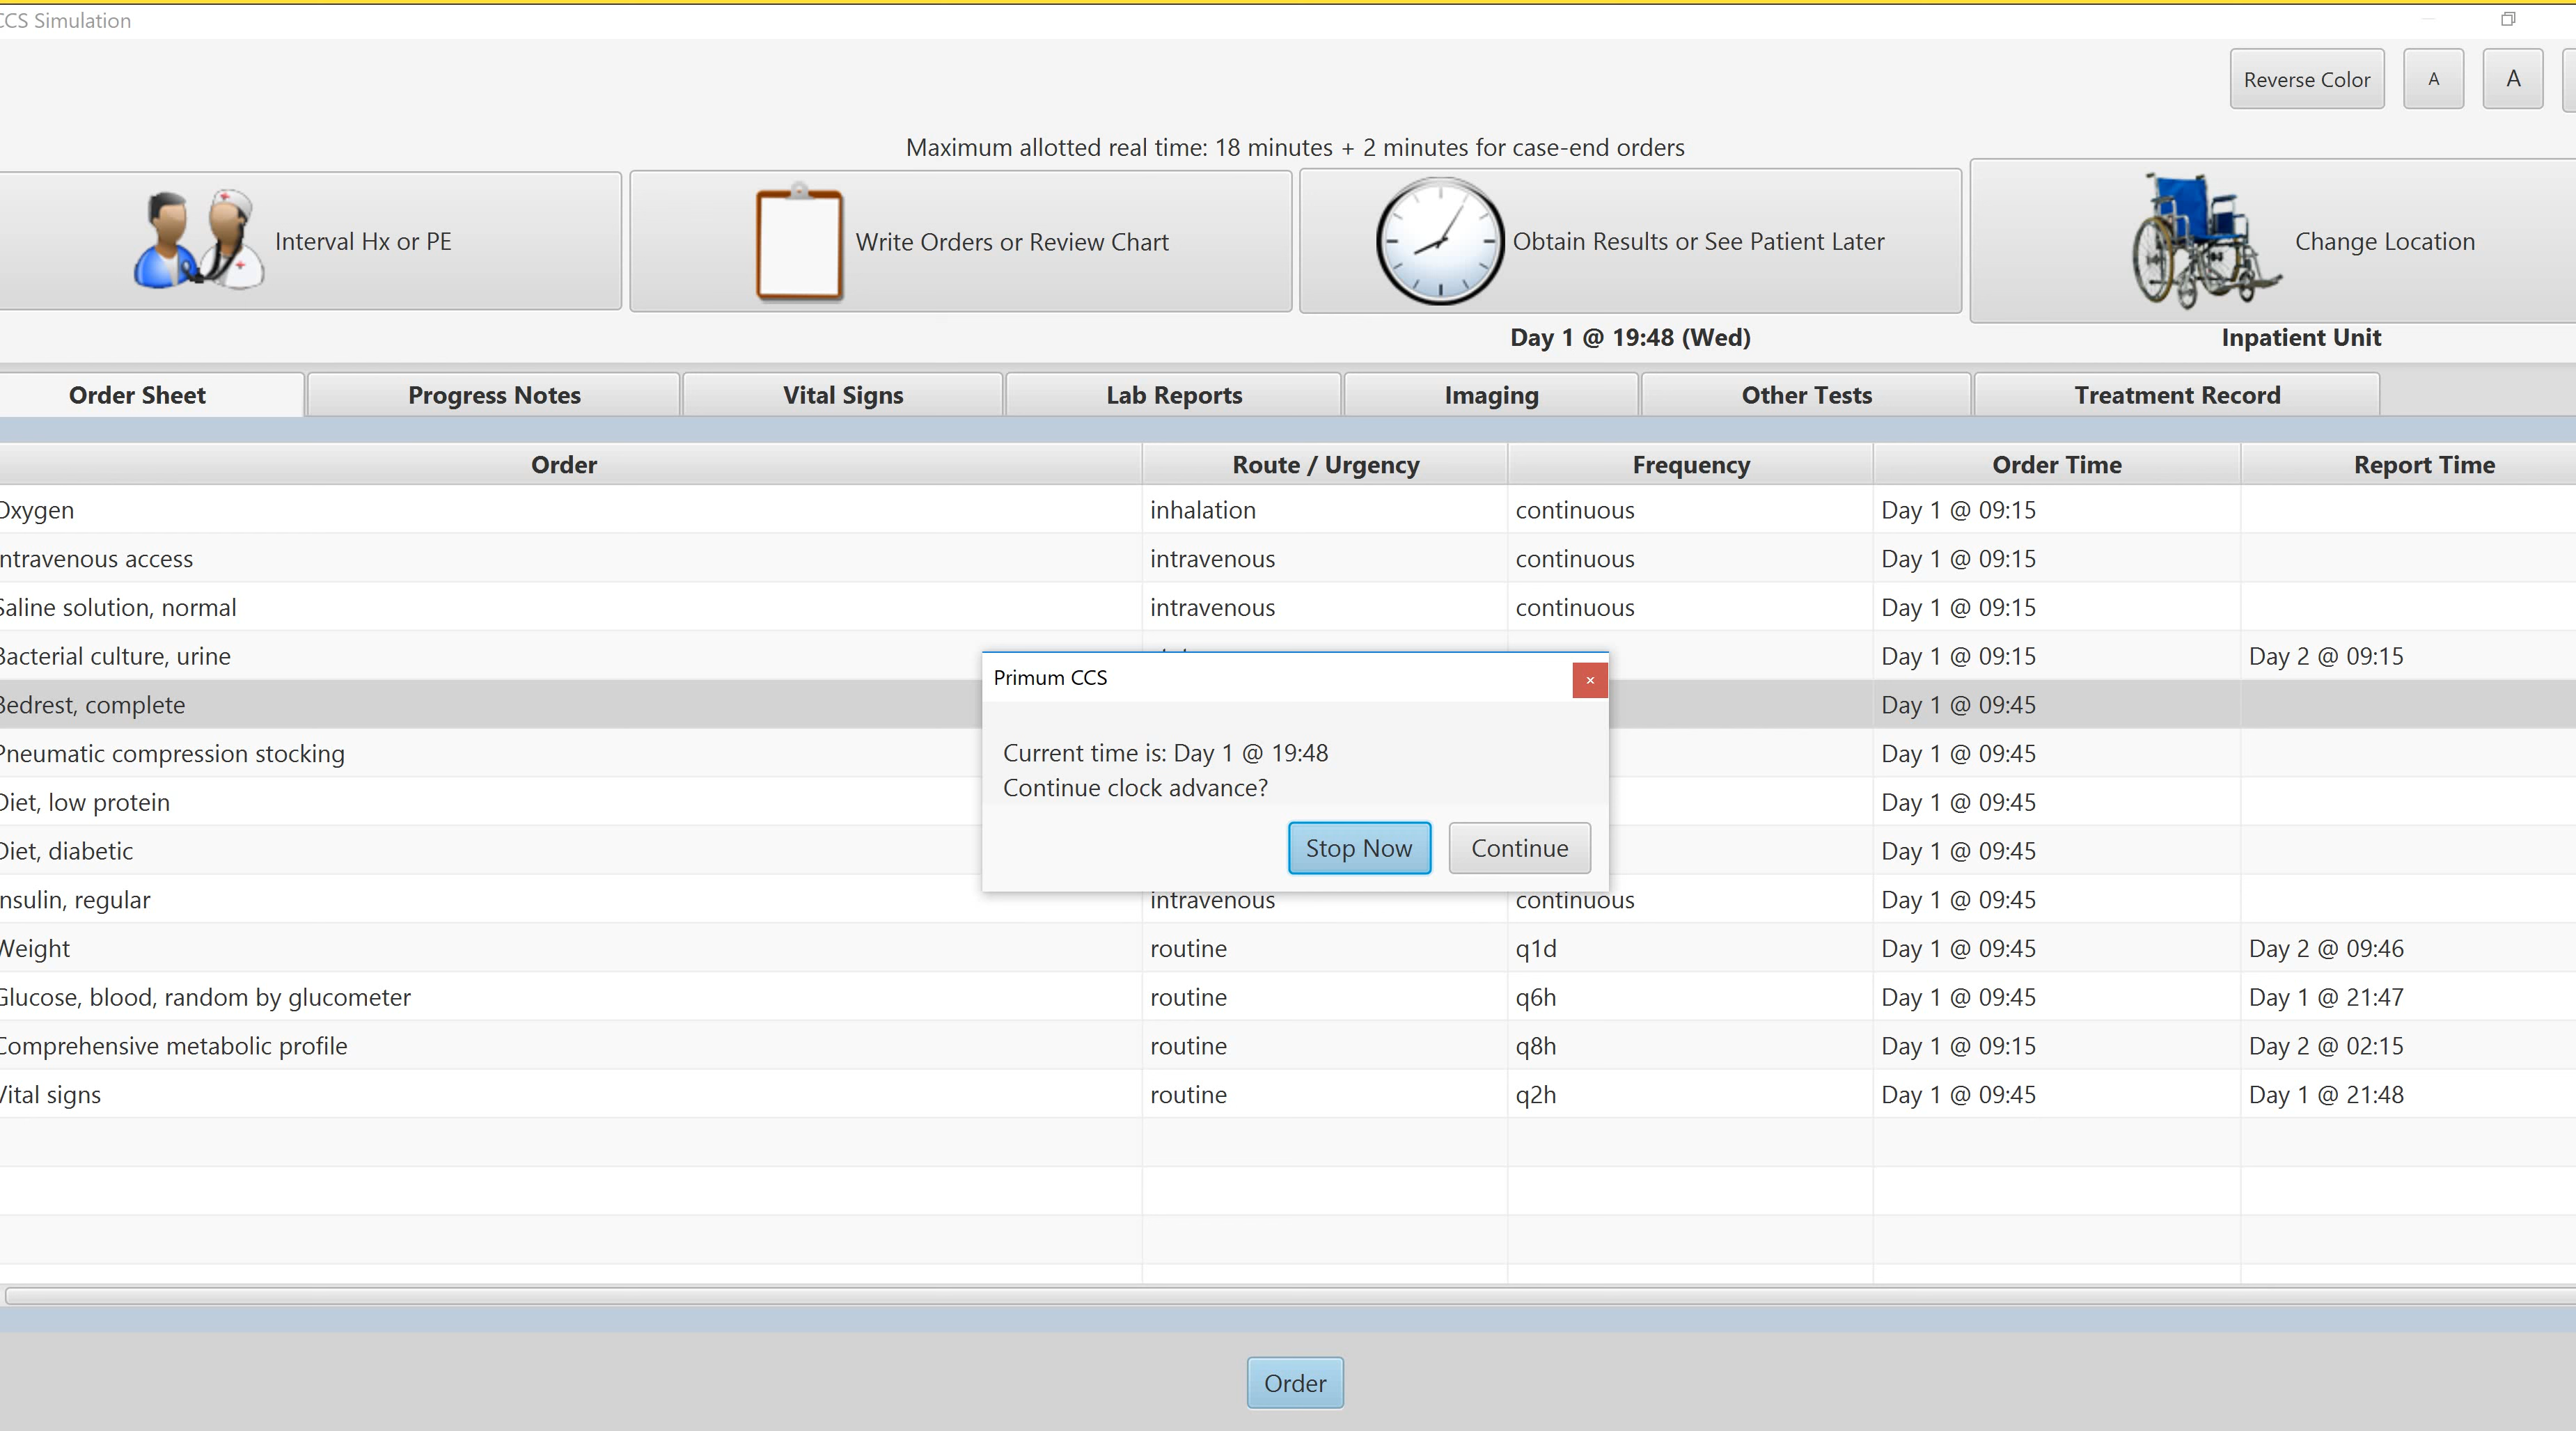 CCS Simulation
Reverse Color A A
Maximum allotted real time: 18 minutes + 2 minutes for case-end orders
Interval Hx or PE Write Orders or Review Chart Obtain Results or See Patient Later Change Location
Day 1 @ 19:48 (Wed) Inpatient Unit
Order Sheet Progress Notes Vital Signs Lab Reports Imaging Other Tests Treatment Record
Order Route / Urgency Frequency Order Time Report Time
Oxygen inhalation continuous Day 1 @ 09:15
ntravenous access intravenous continuous Day 1 @ 09:15
Saline solution, normal intravenous continuous Day 1 @ 09:15
Bacterial culture, urine Day 1 @ 09:15 Day 2 @ 09:15
Bedrest, complete Day 1 @ 09:45
Pneumatic compression stocking Day 1 @ 09:45
Diet, low protein Day 1 @ 09:45
Diet, diabetic Day 1 @ 09:45
nsulin, regular intravenous continuous Day 1 @ 09:45
Weight routine q1d Day 1 @ 09:45 Day 2 @ 09:46
Glucose, blood, random by glucometer routine q6h Day 1 @ 09:45 Day 1 @ 21:47
Comprehensive metabolic profile routine q8h Day 1 @ 09:15 Day 2 @ 02:15
Vital signs routine q2h Day 1 @ 09:45 Day 1 @ 21:48
Primum CCS
Current time is: Day 1 @ 19:48
Continue clock advance?
Stop Now Continue
Order